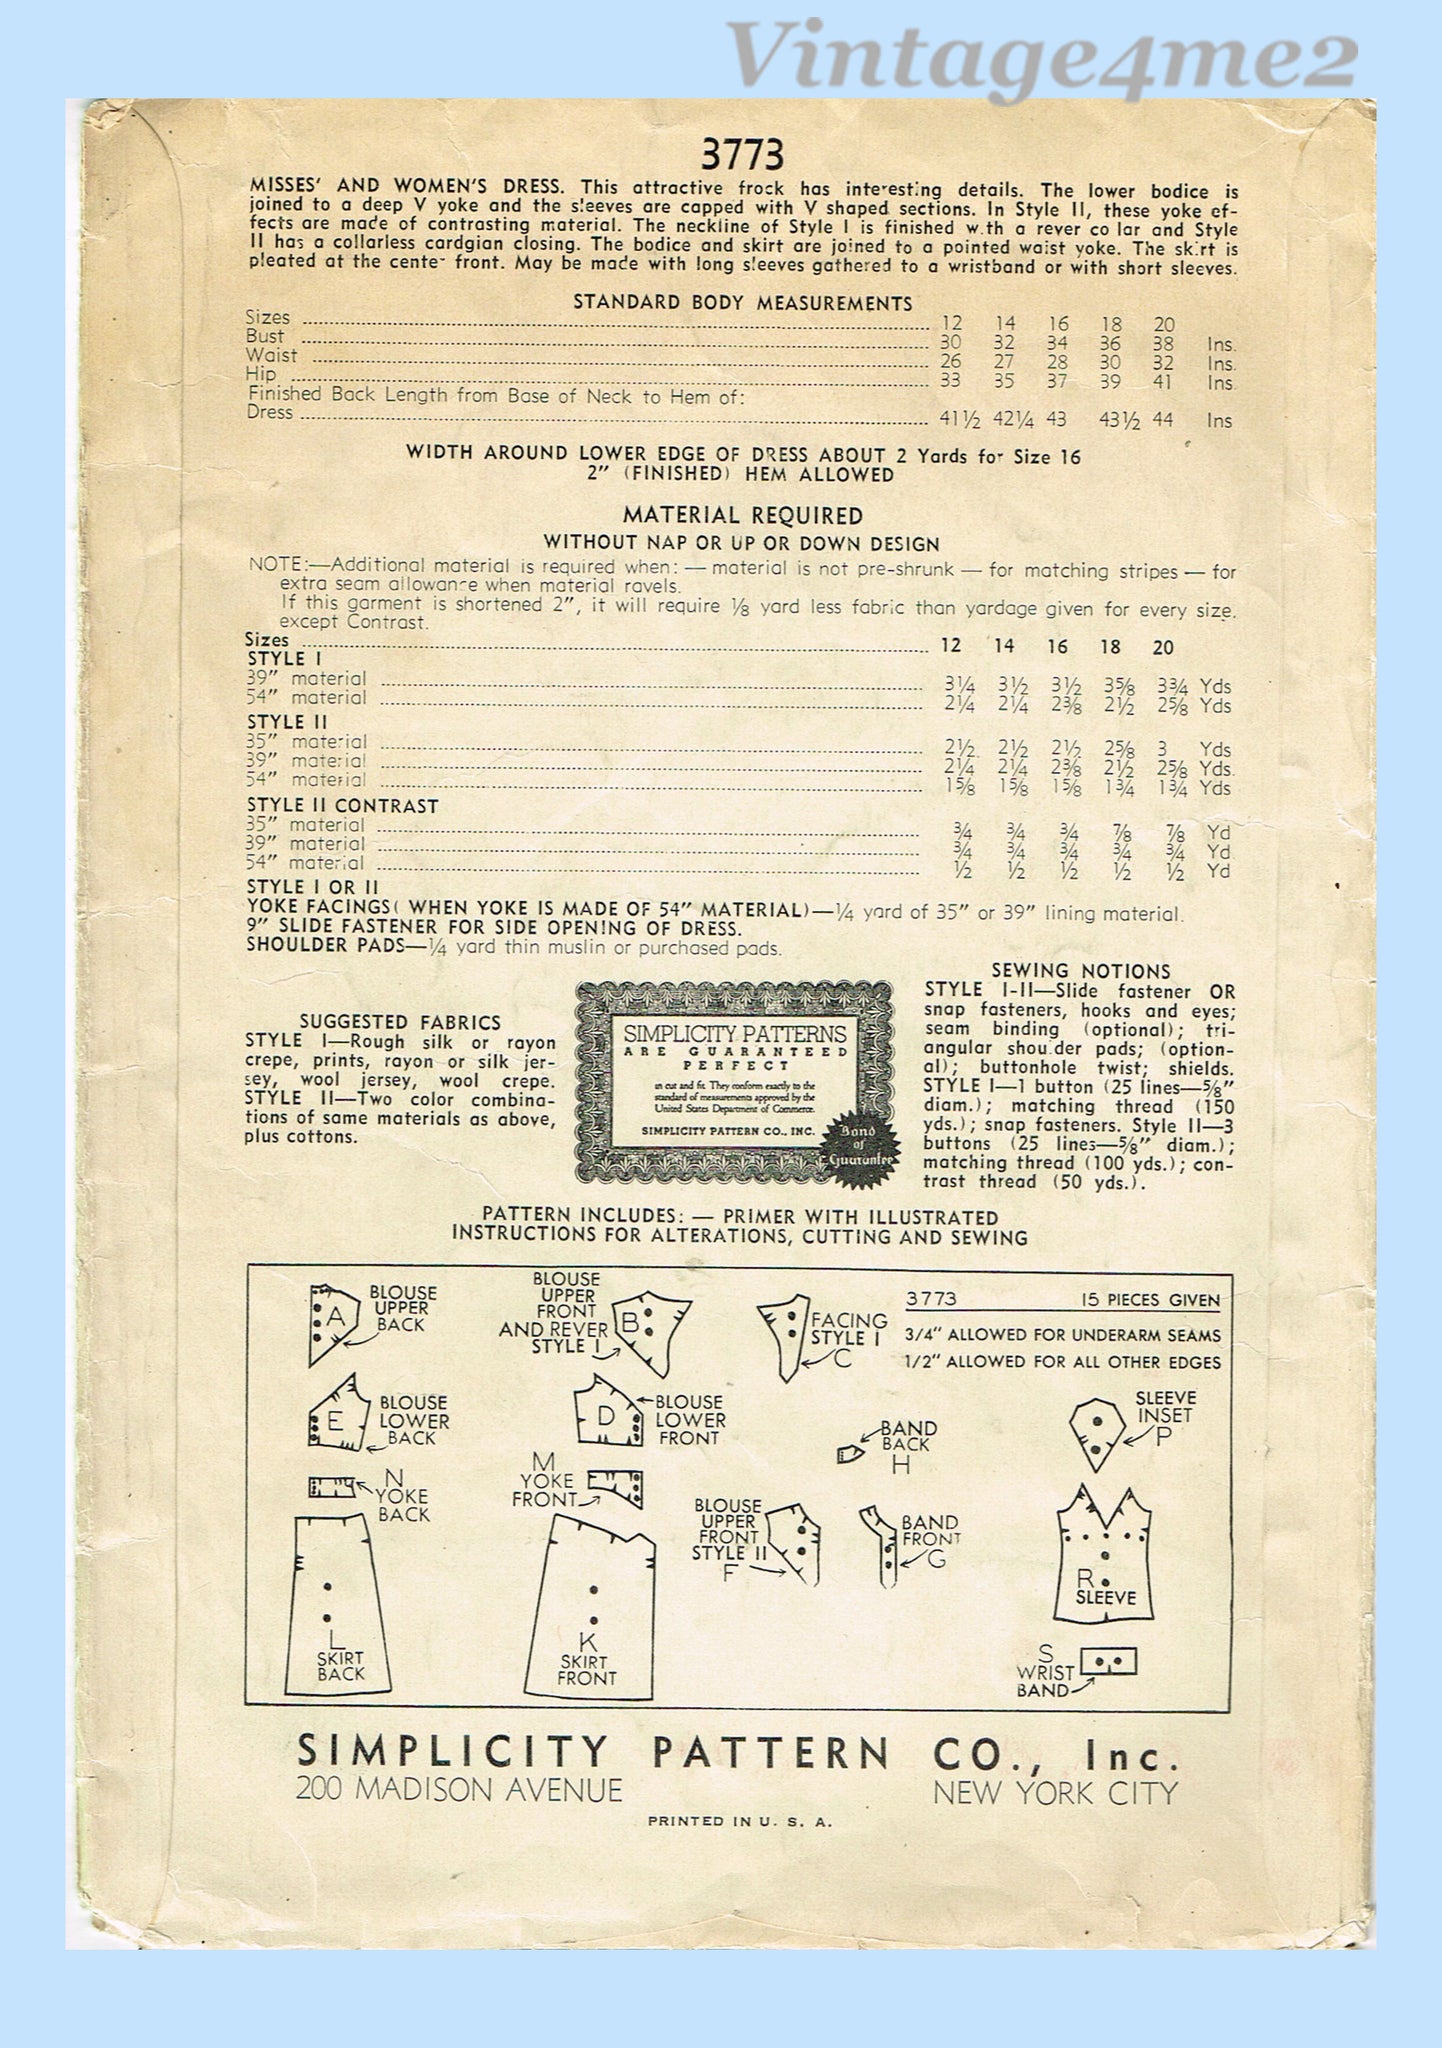 Vintage4me2
3773
MISSES' AND WOMEN'S DRESS. This attractive frock has interesting details. The lower bodice is
joined to a deep V yoke and the sleeves are capped with V shaped sections. In Style II, these yoke ef-
fects are made of contrasting material. The neckline of Style I is finished with a rever collar and Style
II has a collarless cardgian closing. The bodice and skirt are joined to a pointed waist yoke. The skirt is
pleated at the center front. May be made with long sleeves gathered to a wristband or with short sleeves.
STANDARD BODY MEASUREMENTS
Sizes 12 14 16 18 20
Bust 30 32 34 36 38 Ins.
Waist 26 27 28 30 32 Ins.
Hip 33 35 37 39 41 Ins
Finished Back Length from Base of Neck to Hem of:
Dress 41½ 42¼ 43 43½ 44 Ins
WIDTH AROUND LOWER EDGE OF DRESS ABOUT 2 Yards for Size 16
2" (FINISHED) HEM ALLOWED
MATERIAL REQUIRED
WITHOUT NAP OR UP OR DOWN DESIGN
NOTE:—Additional material is required when: — material is not pre-shrunk — for matching stripes — for
extra seam allowance when material ravels.
If this garment is shortened 2", it will require ⅛ yard less fabric than yardage given for every size.
except Contrast.
Sizes 12 14 16 18 20
STYLE I
39" material 3¼ 3½ 3½ 3⅝ 3¾ Yds
54" material 2¼ 2¼ 2⅜ 2½ 2⅝ Yds
STYLE II
35" material 2½ 2½ 2½ 2⅝ 3 Yds
39" material 2¼ 2¼ 2⅜ 2½ 2⅝ Yds.
54" material 1⅝ 1⅝ 1⅝ 1¾ 1¾ Yds
STYLE II CONTRAST
35" material ¾ ¾ ¾ ⅞ ⅞ Yd
39" material ¾ ¾ ¾ ¾ ¾ Yd
54" material ½ ½ ½ ½ ½ Yd
STYLE I OR II
YOKE FACINGS( WHEN YOKE IS MADE OF 54" MATERIAL)—¼ yard of 35" or 39" lining material.
9" SLIDE FASTENER FOR SIDE OPENING OF DRESS.
SHOULDER PADS—¼ yard thin muslin or purchased pads.
SUGGESTED FABRICS
STYLE I—Rough silk or rayon
crepe, prints, rayon or silk jer-
sey, wool jersey, wool crepe.
STYLE II—Two color combina-
tions of same materials as above,
plus cottons.
SIMPLICITY PATTERNS
ARE GUARANTEED
PERFECT
in cut and fit. They conform exactly to the
standard of measurements approved by the
United States Department of Commerce.
SIMPLICITY PATTERN CO., INC.
Bond
of
Guarantee
SEWING NOTIONS
STYLE I-II—Slide fastener OR
snap fasteners, hooks and eyes;
seam binding (optional); tri-
angular shoulder pads; (option-
al); buttonhole twist; shields.
STYLE I—1 button (25 lines—⅝"
diam.); matching thread (150
yds.); snap fasteners. Style II—3
buttons (25 lines—⅝" diam.);
matching thread (100 yds.); con-
trast thread (50 yds.).
PATTERN INCLUDES: — PRIMER WITH ILLUSTRATED
INSTRUCTIONS FOR ALTERATIONS, CUTTING AND SEWING
A
BLOUSE
UPPER
BACK
BLOUSE
UPPER
FRONT
AND REVER
STYLE I
B
FACING
STYLE I
C
3773 15 PIECES GIVEN
3/4" ALLOWED FOR UNDERARM SEAMS
1/2" ALLOWED FOR ALL OTHER EDGES
E
BLOUSE
LOWER
BACK
D
BLOUSE
LOWER
FRONT
BAND
BACK
H
SLEEVE
INSET
P
N
YOKE
BACK
M
YOKE
FRONT
BLOUSE
UPPER
FRONT
STYLE II
F
BAND
FRONT
G
R
SLEEVE
L
SKIRT
BACK
K
SKIRT
FRONT
S
WRIST
BAND
SIMPLICITY PATTERN CO., Inc.
200 MADISON AVENUE NEW YORK CITY
PRINTED IN U. S. A.